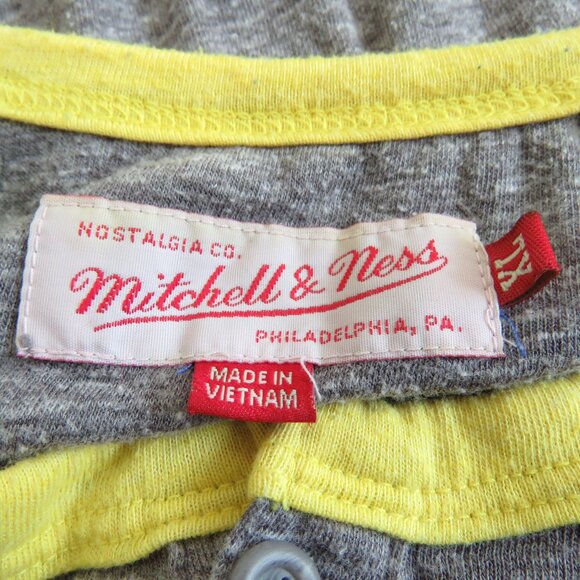 NOSTALGIA CO.
Mitchell & Ness
PHILADELPHIA, PA.
XL
MADE IN
VIETNAM